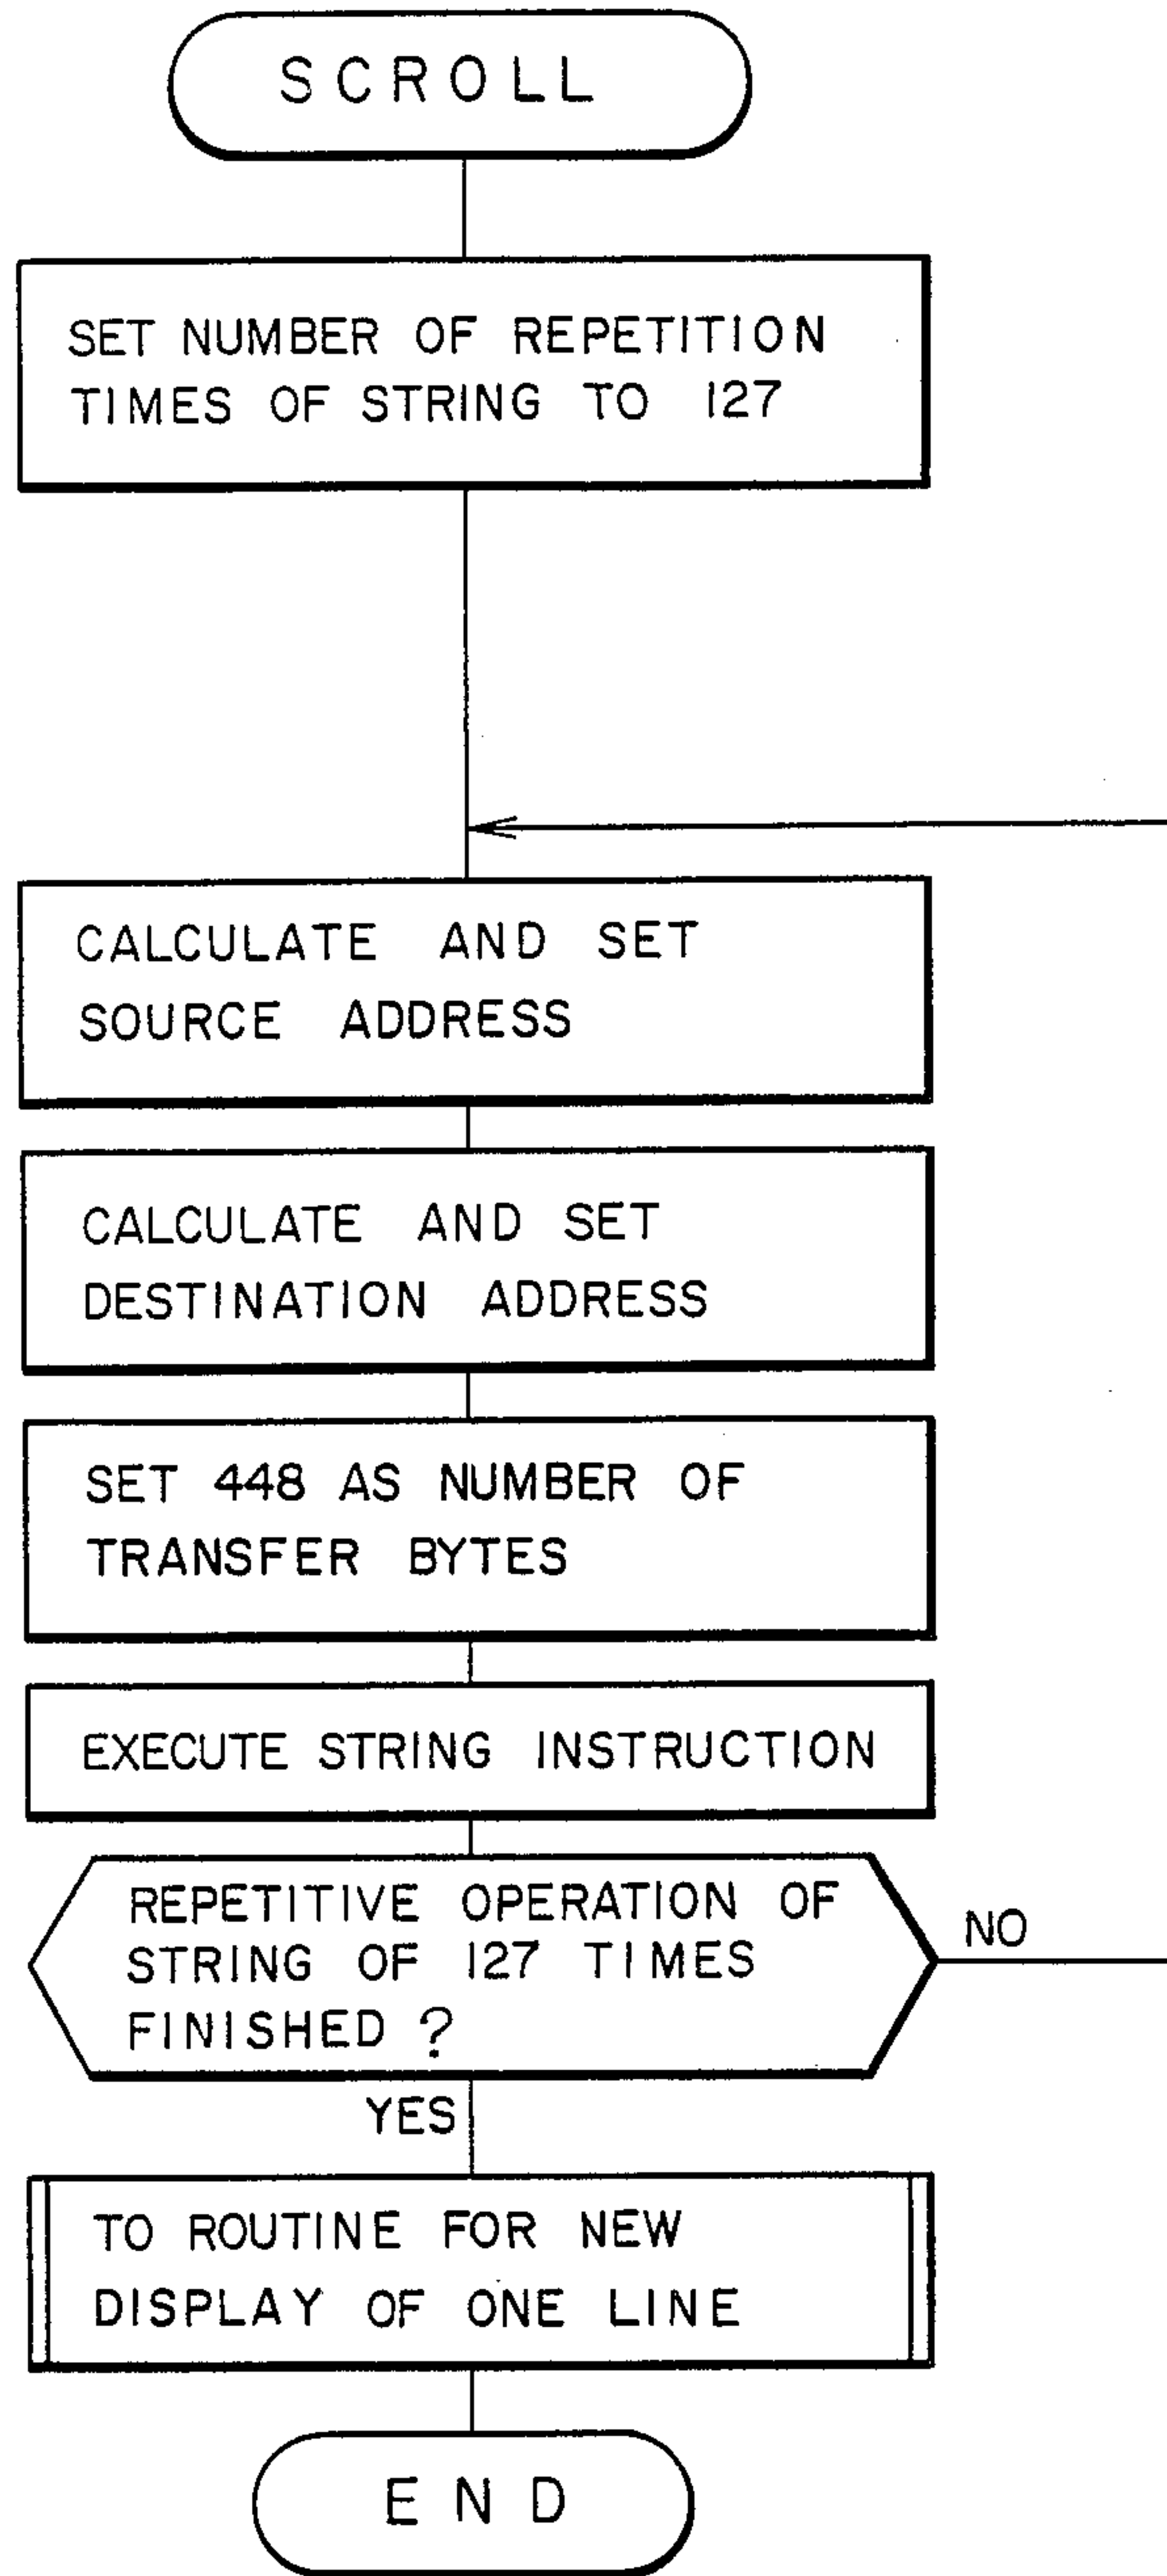 SCROLL
SET NUMBER OF REPETITION
TIMES OF STRING TO 127
CALCULATE AND SET
SOURCE ADDRESS
CALCULATE AND SET
DESTINATION ADDRESS
SET 448 AS NUMBER OF
TRANSFER BYTES
EXECUTE STRING INSTRUCTION
REPETITIVE OPERATION OF
STRING OF 127 TIMES
FINISHED ?
NO
YES
TO ROUTINE FOR NEW
DISPLAY OF ONE LINE
END